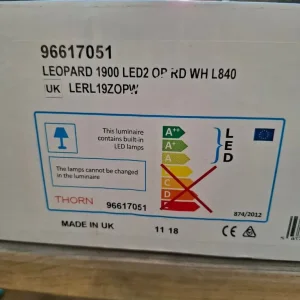 96617051
LEOPARD 1900 LED2 OP RD WH L840
UK LERL19ZOPW
This luminaire
contains built-in
LED lamps
The lamps cannot be changed
in the luminaire
A++
A+
A
B
C
D
E
LED
THORN 96617051
874/2012
MADE IN UK 11 18
CE